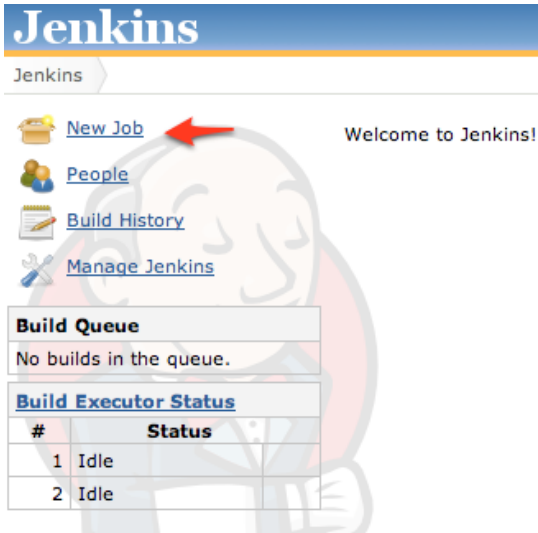 Jenkins
Jenkins
New Job
Welcome to Jenkins!
People
Build History
Manage Jenkins
Build Queue
No builds in the queue.
Build Executor Status
# Status
1 Idle
2 Idle